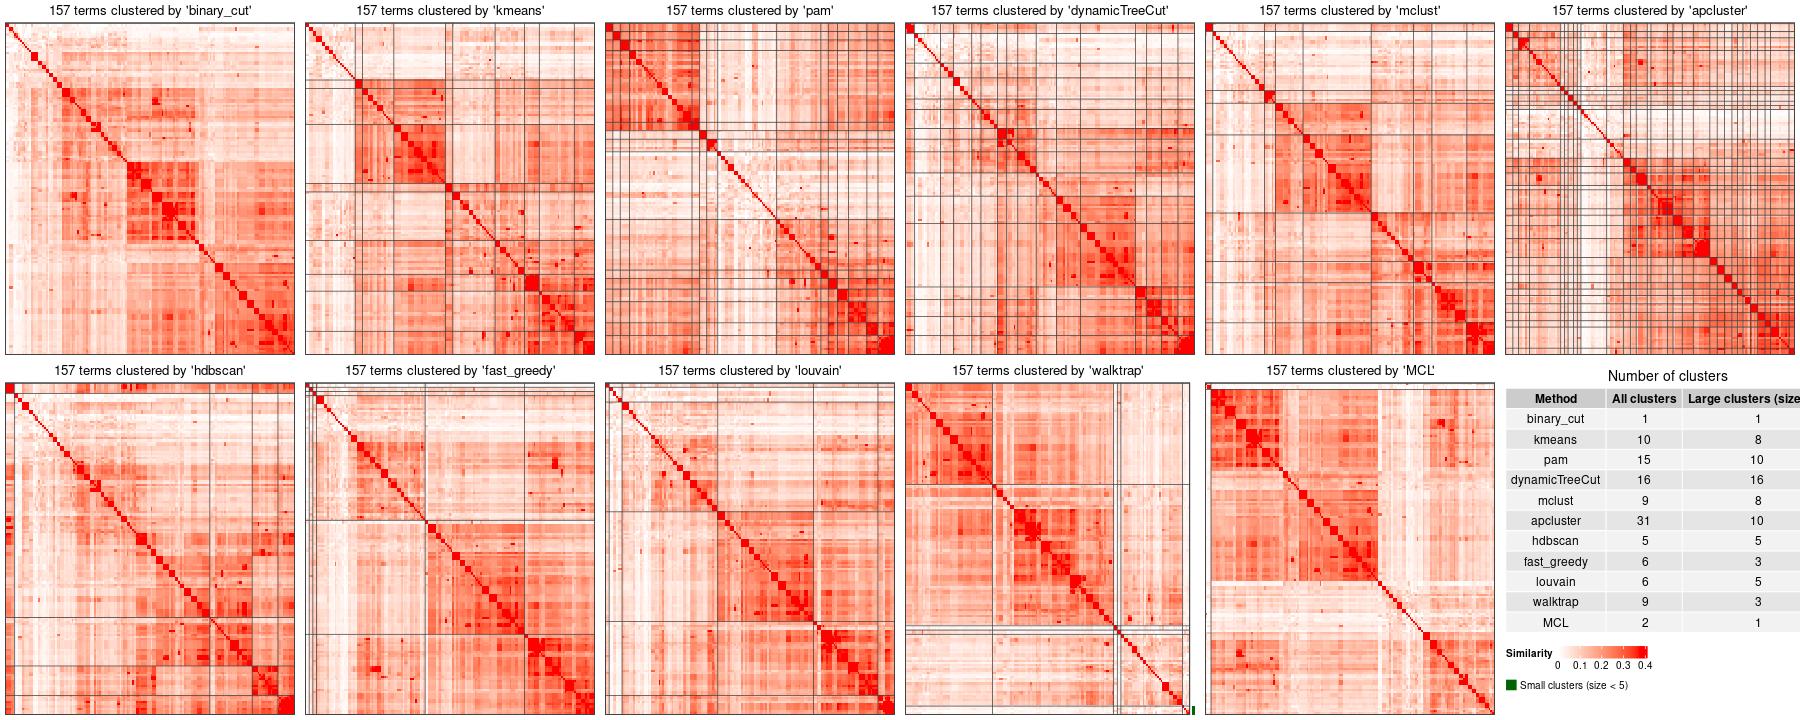 157 terms clustered by 'binary_cut'
157 terms clustered by 'kmeans'
157 terms clustered by 'pam'
157 terms clustered by 'dynamicTreeCut'
157 terms clustered by 'mclust'
157 terms clustered by 'apcluster'
157 terms clustered by 'hdbscan'
157 terms clustered by 'fast_greedy'
157 terms clustered by 'louvain'
157 terms clustered by 'walktrap'
157 terms clustered by 'MCL'
Number of clusters
Method All clusters Large clusters (size
binary_cut 1 1
kmeans 10 8
pam 15 10
dynamicTreeCut 16 16
mclust 9 8
apcluster 31 10
hdbscan 5 5
fast_greedy 6 3
louvain 6 5
walktrap 9 3
MCL 2 1
Similarity
0 0.1 0.2 0.3 0.4
Small clusters (size < 5)